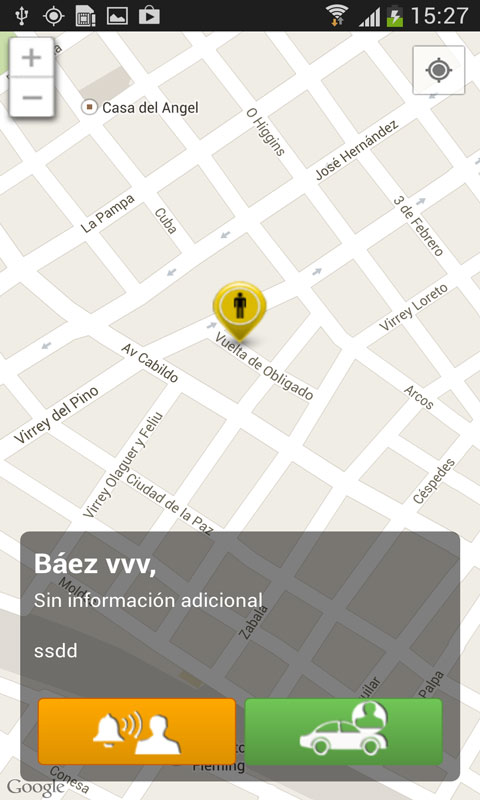 15:27
+
−
Casa del Angel
O Higgins
José Hernández
La Pampa
Cuba
3 de Febrero
Virrey Loreto
Vuelta de Obligado
Av Cabildo
Arcos
Virrey del Pino
Virrey Olaguer y Feliu
Céspedes
Ciudad de la Paz
Báez vvv,
Sin información adicional
Zabala
ssdd
Palpa
Fleming
Conesa
Google